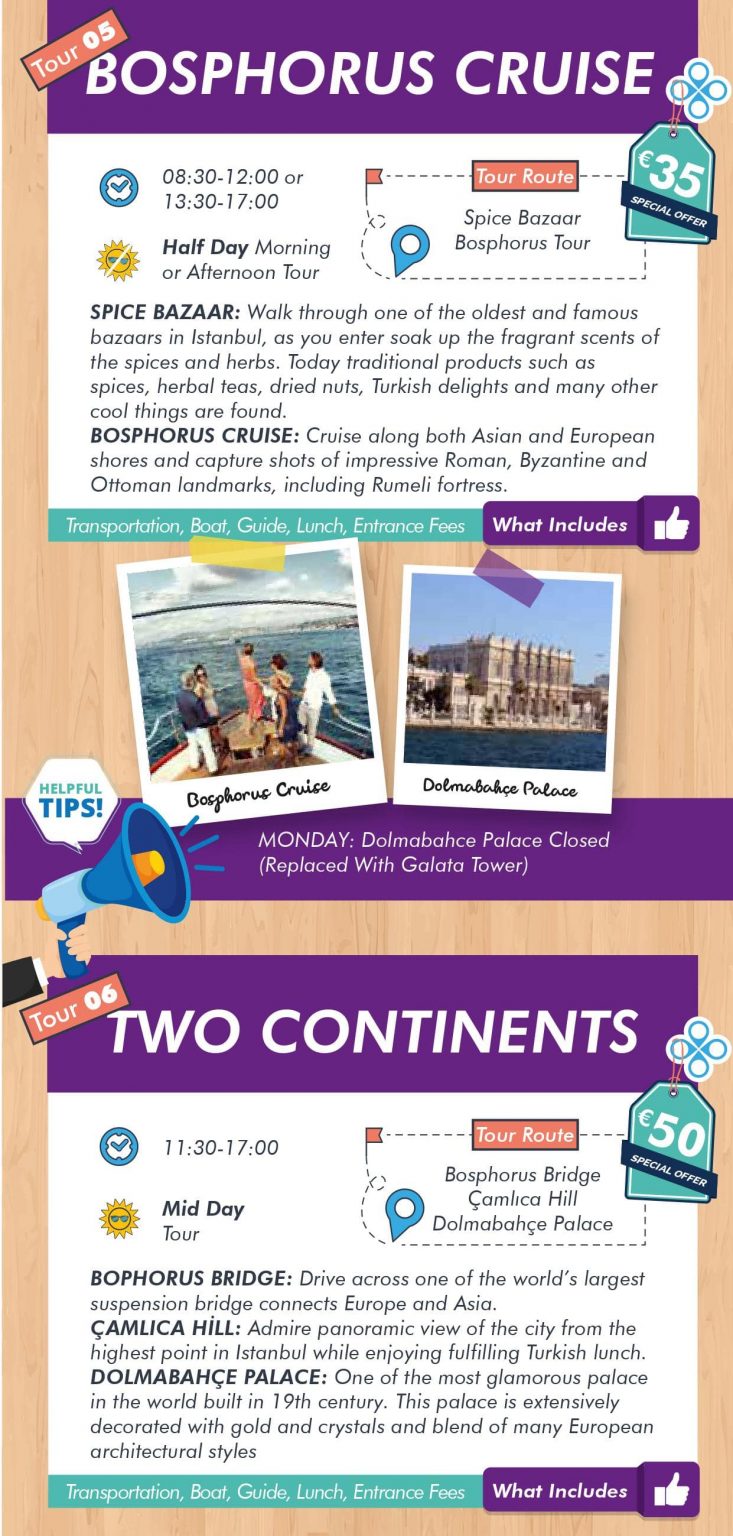 Tour 05
BOSPHORUS CRUISE
€35
SPECIAL OFFER
08:30-12:00 or
13:30-17:00
Half Day Morning
or Afternoon Tour
Tour Route
Spice Bazaar
Bosphorus Tour
SPICE BAZAAR: Walk through one of the oldest and famous
bazaars in Istanbul, as you enter soak up the fragrant scents of
the spices and herbs. Today traditional products such as
spices, herbal teas, dried nuts, Turkish delights and many other
cool things are found.
BOSPHORUS CRUISE: Cruise along both Asian and European
shores and capture shots of impressive Roman, Byzantine and
Ottoman landmarks, including Rumeli fortress.
Transportation, Boat, Guide, Lunch, Entrance Fees
What Includes
Bosphorus Cruise
Dolmabahçe Palace
HELPFUL
TIPS!
MONDAY: Dolmabahce Palace Closed
(Replaced With Galata Tower)
Tour 06
TWO CONTINENTS
€50
SPECIAL OFFER
11:30-17:00
Mid Day
Tour
Tour Route
Bosphorus Bridge
Çamlıca Hill
Dolmabahçe Palace
BOPHORUS BRIDGE: Drive across one of the world's largest
suspension bridge connects Europe and Asia.
ÇAMLICA HİLL: Admire panoramic view of the city from the
highest point in Istanbul while enjoying fulfilling Turkish lunch.
DOLMABAHÇE PALACE: One of the most glamorous palace
in the world built in 19th century. This palace is extensively
decorated with gold and crystals and blend of many European
architectural styles
Transportation, Boat, Guide, Lunch, Entrance Fees
What Includes